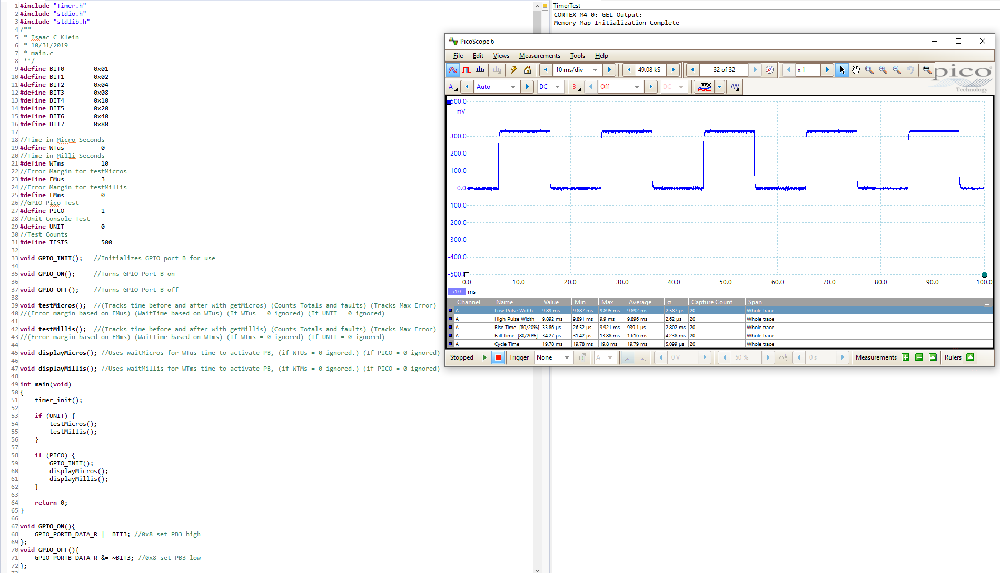 1 #include "Timer.h"
2 #include "stdio.h"
3 #include "stdlib.h"
4 /**
5  * Isaac C Klein
6  * 10/31/2019
7  * main.c
8  **/
9 #define BIT0        0x01
10 #define BIT1        0x02
11 #define BIT2        0x04
12 #define BIT3        0x08
13 #define BIT4        0x10
14 #define BIT5        0x20
15 #define BIT6        0x40
16 #define BIT7        0x80
17
18 //Time in Micro Seconds
19 #define WTus          0
20 //Time in Milli Seconds
21 #define WTms          10
22 //Error Margin for testMicros
23 #define EMus          3
24 //Error Margin for testMillis
25 #define EMms          0
26 //GPIO Pico Test
27 #define PICO          1
28 //Unit Console Test
29 #define UNIT          0
30 //Test Counts
31 #define TESTS         500
32
33 void GPIO_INIT();   //Initializes GPIO port B for use
34
35 void GPIO_ON();     //Turns GPIO Port B on
36
37 void GPIO_OFF();    //Turns GPIO Port B off
38
39 void testMicros();  //(Tracks time before and after with getMicros) (Counts Totals and faults) (Tracks Max Error)
40 //(Error margin based on EMus) (WaitTime based on WTus) (If WTus = 0 ignored) (If UNIT = 0 ignored)
41
42 void testMillis();  //(Tracks time before and after with getMillis) (Counts Totals and faults) (Tracks Max Error)
43 //(Error margin based on EMms) (WaitTime based on WTms) (If WTms = 0 ignored) (If UNIT = 0 ignored)
44
45 void displayMicros(); //Uses waitMicros for WTus time to activate PB, (if WTUs = 0 ignored.) (If PICO = 0 ignored)
46
47 void displayMillis(); //Uses waitMillis for WTms time to activate PB, (if WTMs = 0 ignored.) (if PICO = 0 ignored)
48
49 int main(void)
50 {
51     timer_init();
52
53     if (UNIT) {
54         testMicros();
55         testMillis();
56     }
57
58     if (PICO) {
59         GPIO_INIT();
60         displayMicros();
61         displayMillis();
62     }
63
64     return 0;
65 }
66
67 void GPIO_ON(){
68     GPIO_PORTB_DATA_R |= BIT3; //0x8 set PB3 high
69 };
70 void GPIO_OFF(){
71     GPIO_PORTB_DATA_R &= ~BIT3; //0x8 set PB3 low
72 };
TimerTest
CORTEX_M4_0: GEL Output:
Memory Map Initialization Complete
PicoScope 6
File Edit Views Measurements Tools Help
10 ms/div 49.08 kS 32 of 32 x 1
pico
Technology
A Auto DC B Off DC
500.0
mV
300.0
200.0
100.0
0.0
-100.0
-200.0
-300.0
-400.0
-500.0
0.0 10.0 20.0 30.0 40.0 50.0 60.0 70.0 80.0 90.0 100.0
x1.0 ms
Channel Name Value Min Max Average σ Capture Count Span
A Low Pulse Width 9.89 ms 9.887 ms 9.895 ms 9.892 ms 2.587 µs 20 Whole trace
A High Pulse Width 9.892 ms 9.891 ms 9.9 ms 9.896 ms 2.62 µs 20 Whole trace
A Rise Time [80/20%] 33.86 µs 26.52 µs 9.921 ms 939.1 µs 2.802 ms 20 Whole trace
A Fall Time [80/20%] 34.27 µs 31.42 µs 13.88 ms 1.616 ms 4.238 ms 20 Whole trace
A Cycle Time 19.78 ms 19.78 ms 19.8 ms 19.79 ms 5.099 µs 20 Whole trace
Stopped Trigger None A 0 V 50 % 0 s Measurements Rulers